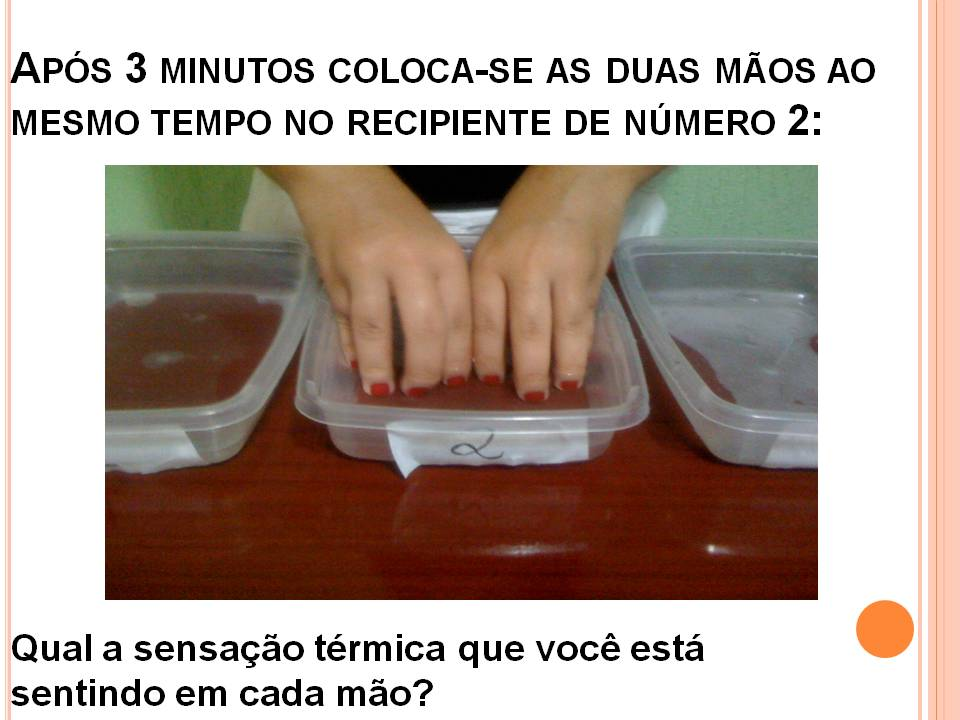 APÓS 3 MINUTOS COLOCA-SE AS DUAS MÃOS AO
MESMO TEMPO NO RECIPIENTE DE NÚMERO 2:
2
Qual a sensação térmica que você está
sentindo em cada mão?